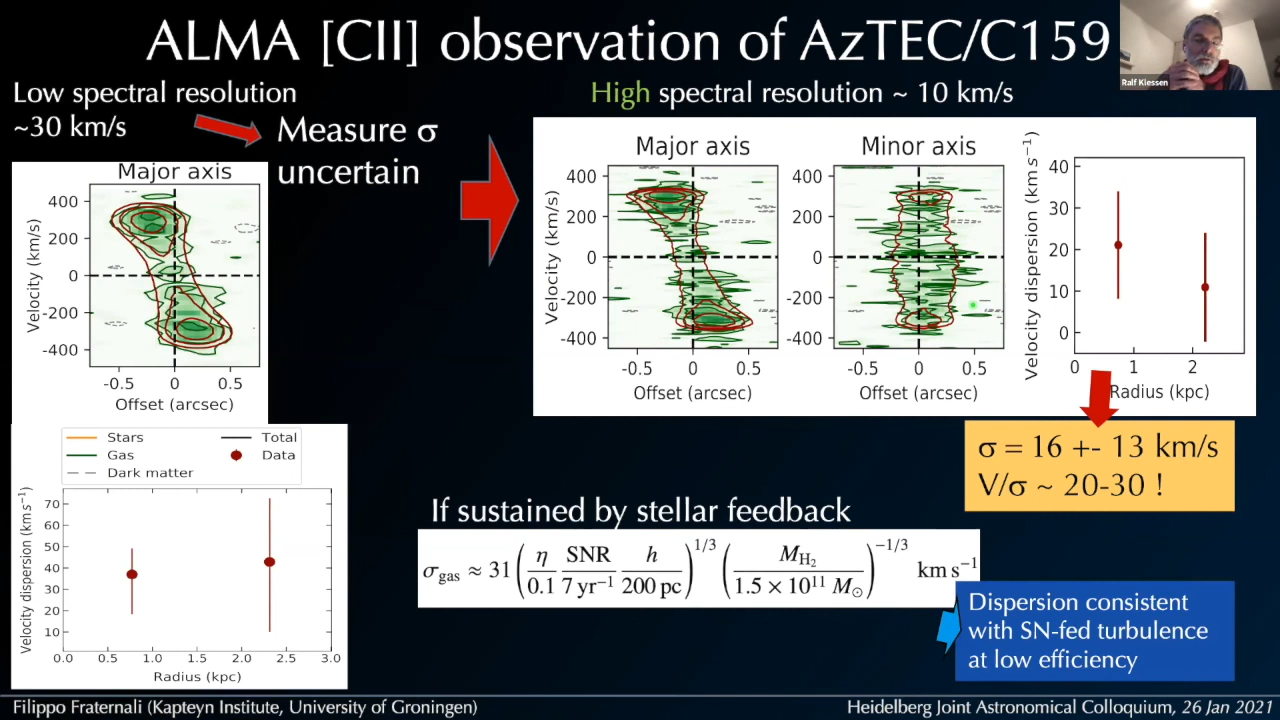 ALMA [CII] observation of AzTEC/C159
Ralf Klessen
Low spectral resolution
~30 km/s
Measure σ
uncertain
High spectral resolution ~ 10 km/s
Major axis
Velocity (km/s)
400
200
0
-200
-400
-0.5 0 0.5
Offset (arcsec)
Major axis
Velocity (km/s)
400
200
0
-200
-400
-0.5 0 0.5
Offset (arcsec)
Minor axis
400
200
0
-200
-400
-0.5 0 0.5
Offset (arcsec)
Velocity dispersion (km s⁻¹)
40
30
20
10
0
0 1 2
Radius (kpc)
σ = 16 +- 13 km/s
V/σ ~ 20-30 !
Stars
Gas
Dark matter
Total
Data
Velocity dispersion (km s⁻¹)
70
60
50
40
30
20
10
0.0 0.5 1.0 1.5 2.0 2.5 3.0
Radius (kpc)
If sustained by stellar feedback
σgas ≈ 31 (η/0.1 SNR/7 yr⁻¹ h/200 pc)^1/3 (M_H₂/1.5 × 10¹¹ M⊙)^−1/3 km s⁻¹
Dispersion consistent
with SN-fed turbulence
at low efficiency
Filippo Fraternali (Kapteyn Institute, University of Groningen)
Heidelberg Joint Astronomical Colloquium, 26 Jan 2021